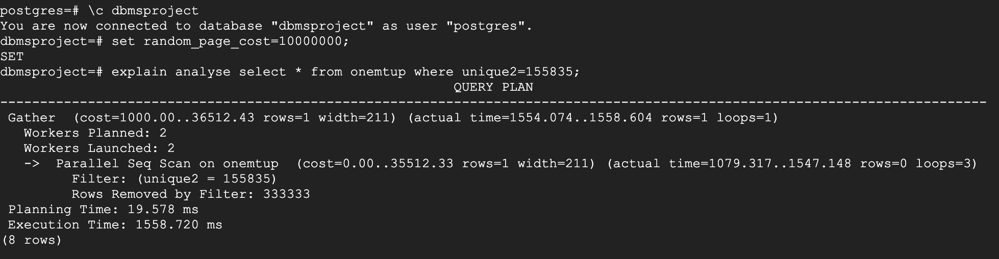 postgres=# \c dbmsproject
You are now connected to database "dbmsproject" as user "postgres".
dbmsproject=# set random_page_cost=10000000;
SET
dbmsproject=# explain analyse select * from onemtup where unique2=155835;
QUERY PLAN
----------------------------------------------------------------------------------------------------------------------------
Gather  (cost=1000.00..36512.43 rows=1 width=211) (actual time=1554.074..1558.604 rows=1 loops=1)
Workers Planned: 2
Workers Launched: 2
->  Parallel Seq Scan on onemtup  (cost=0.00..35512.33 rows=1 width=211) (actual time=1079.317..1547.148 rows=0 loops=3)
Filter: (unique2 = 155835)
Rows Removed by Filter: 333333
Planning Time: 19.578 ms
Execution Time: 1558.720 ms
(8 rows)